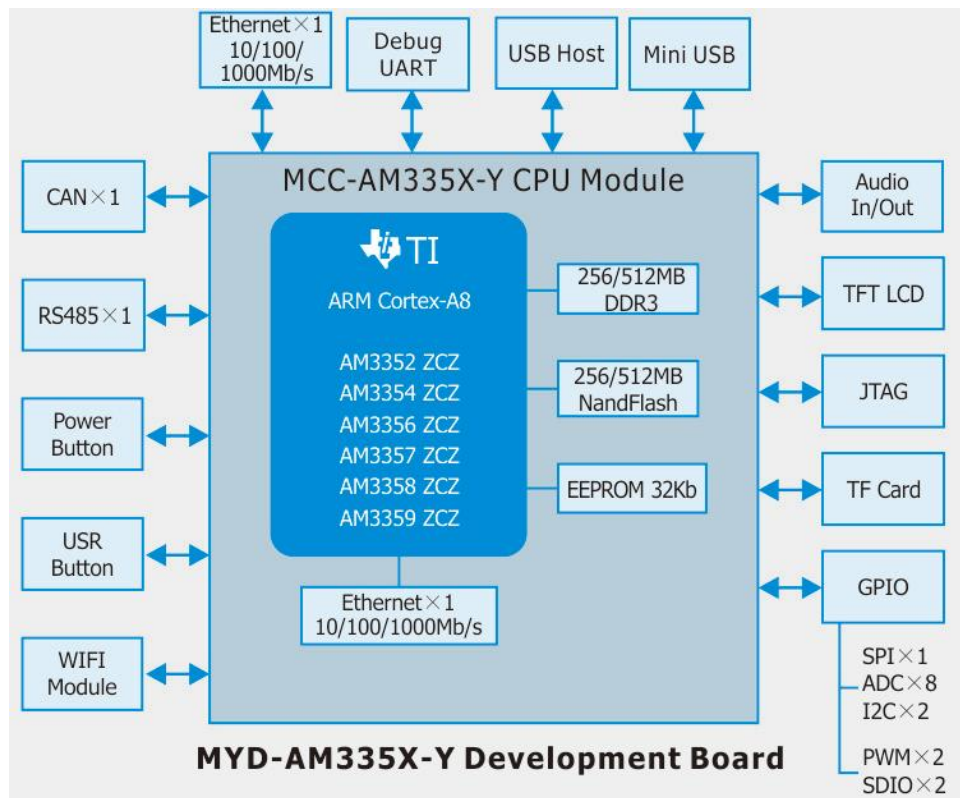 Ethernet×1
10/100/
1000Mb/s
Debug
UART
USB Host
Mini USB
MCC-AM335X-Y CPU Module
CAN×1
RS485×1
Power
Button
USR
Button
WIFI
Module
TI
ARM Cortex-A8
AM3352 ZCZ
AM3354 ZCZ
AM3356 ZCZ
AM3357 ZCZ
AM3358 ZCZ
AM3359 ZCZ
256/512MB
DDR3
256/512MB
NandFlash
EEPROM 32Kb
Ethernet×1
10/100/1000Mb/s
Audio
In/Out
TFT LCD
JTAG
TF Card
GPIO
SPI×1
ADC×8
I2C×2
PWM×2
SDIO×2
MYD-AM335X-Y Development Board